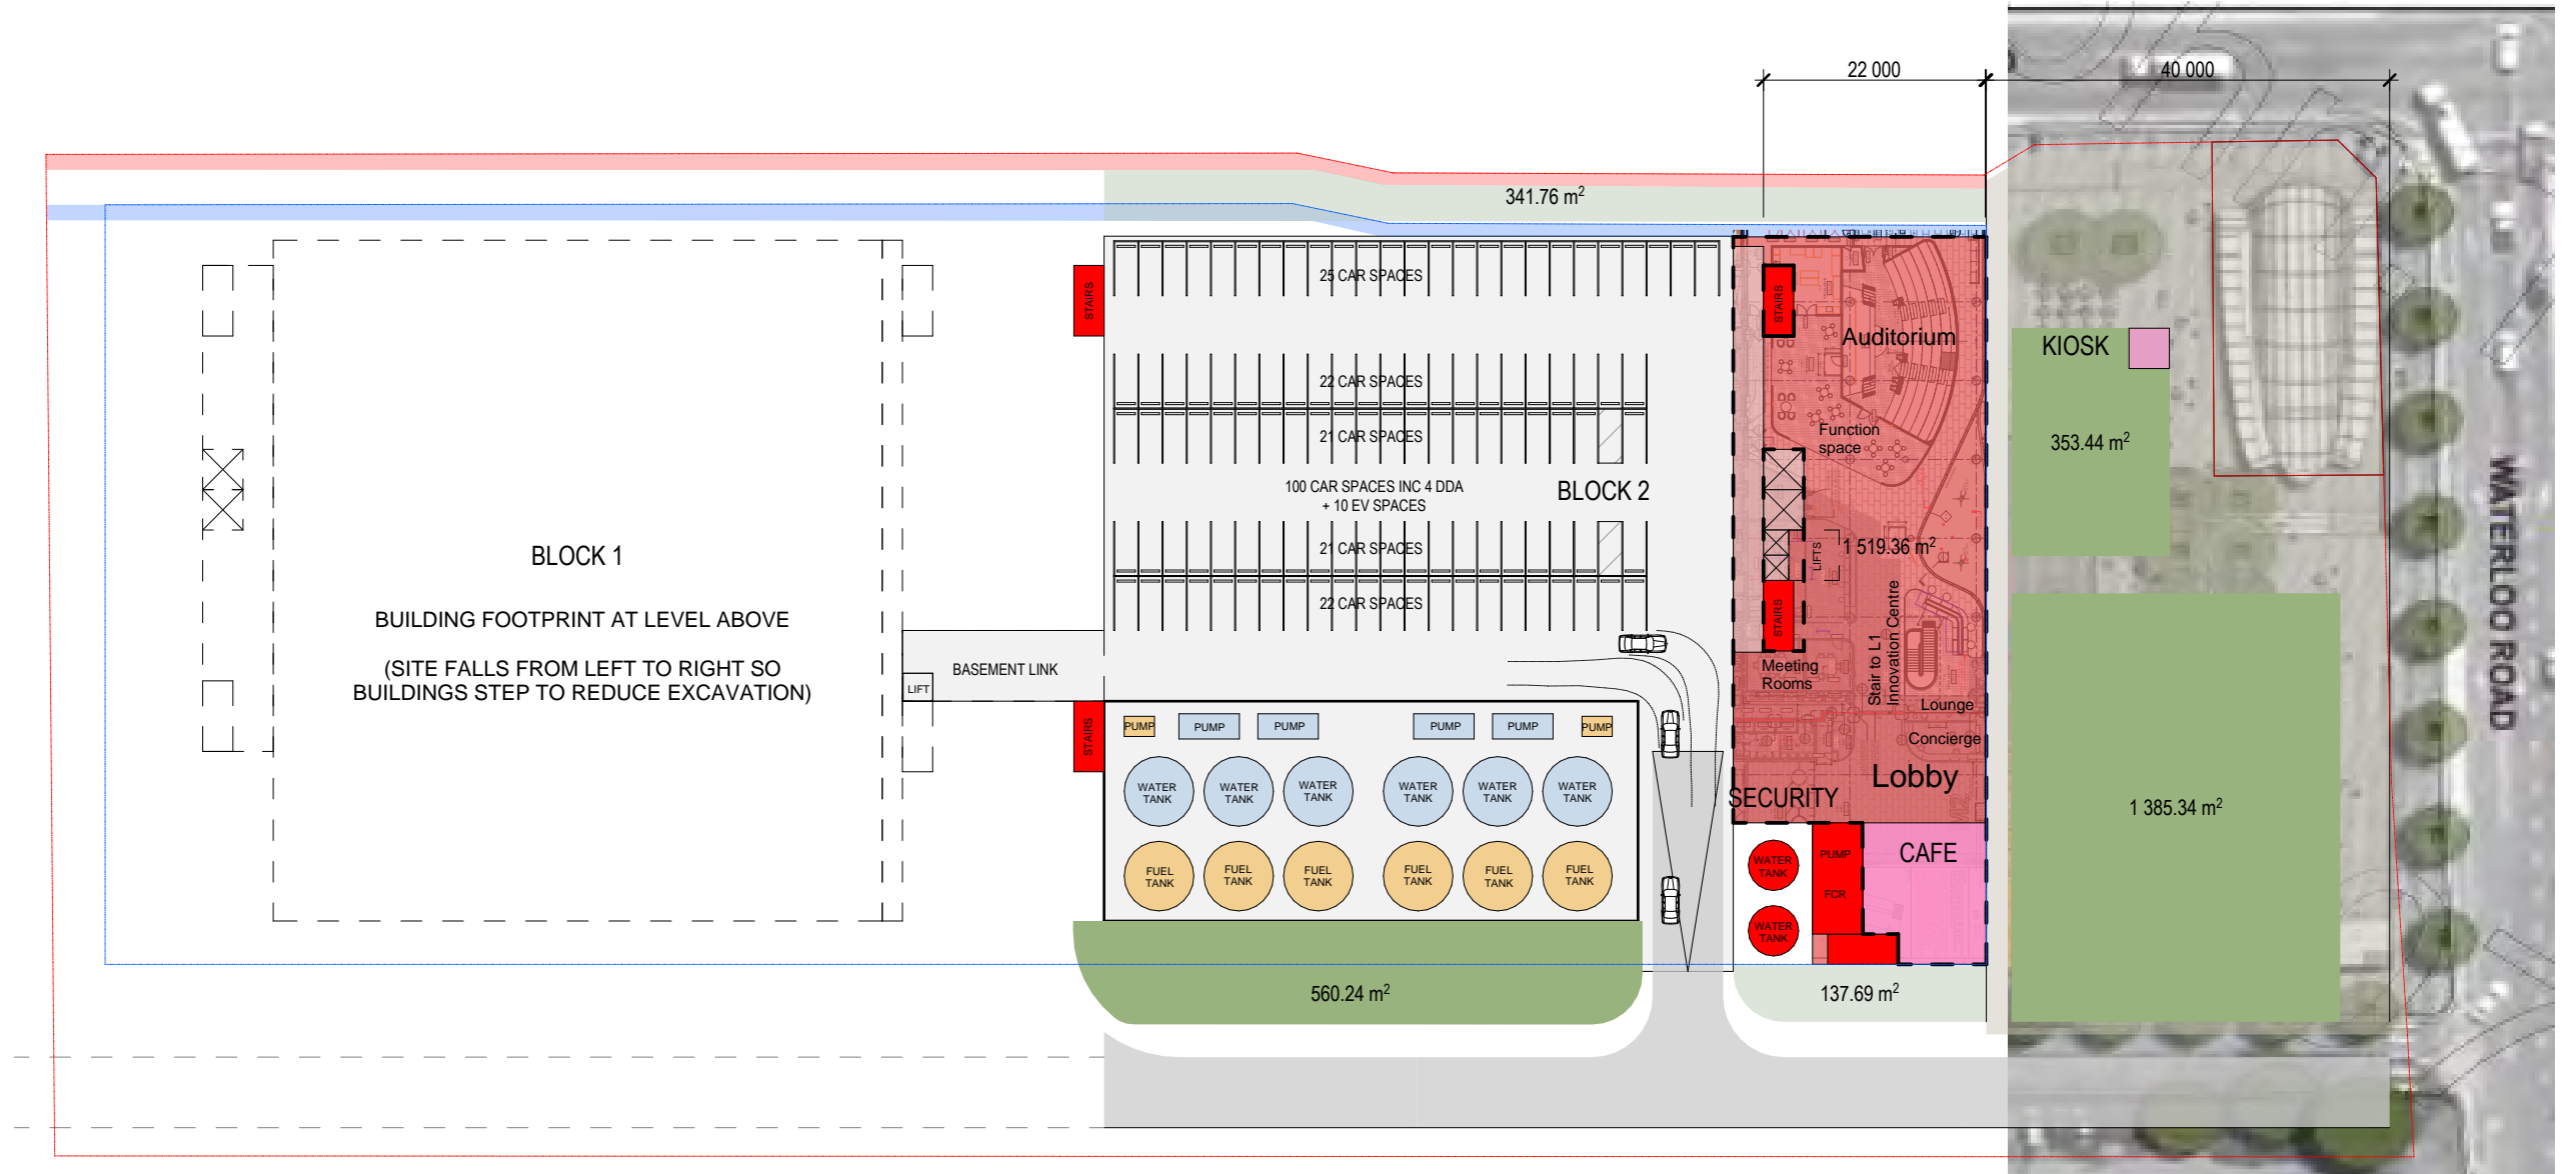 22 000
40 000
341.76 m²
25 CAR SPACES
STAIRS
STAIRS
Auditorium
KIOSK
22 CAR SPACES
21 CAR SPACES
Function
space
353.44 m²
100 CAR SPACES INC 4 DDA
+ 10 EV SPACES
BLOCK 2
WATERLOO ROAD
21 CAR SPACES
LIFTS
1 519.36 m²
BLOCK 1
22 CAR SPACES
STAIRS
BUILDING FOOTPRINT AT LEVEL ABOVE
(SITE FALLS FROM LEFT TO RIGHT SO
BUILDINGS STEP TO REDUCE EXCAVATION)
BASEMENT LINK
LIFT
Meeting
Rooms
Stair to L1
Innovation Centre
Lounge
Concierge
STAIRS
PUMP
PUMP
PUMP
PUMP
PUMP
PUMP
Lobby
SECURITY
WATER
TANK
WATER
TANK
WATER
TANK
WATER
TANK
WATER
TANK
WATER
TANK
1 385.34 m²
CAFE
PUMP
WATER
TANK
FUEL
TANK
FUEL
TANK
FUEL
TANK
FUEL
TANK
FUEL
TANK
FUEL
TANK
FCR
WATER
TANK
560.24 m²
137.69 m²